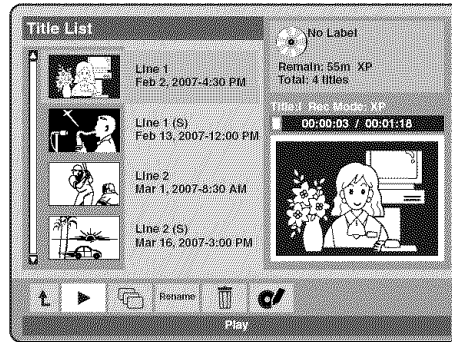 Title List
No Label
Remain: 55m XP
Total: 4 titles
Line 1
Feb 2, 2007-4:30 PM
Line 1 (S)
Feb 13, 2007-12:00 PM
Line 2
Mar 1, 2007-8:30 AM
Line 2 (S)
Mar 16, 2007-3:00 PM
Title:1 Rec Mode: XP
00:00:03 / 00:01:18
Rename
Play